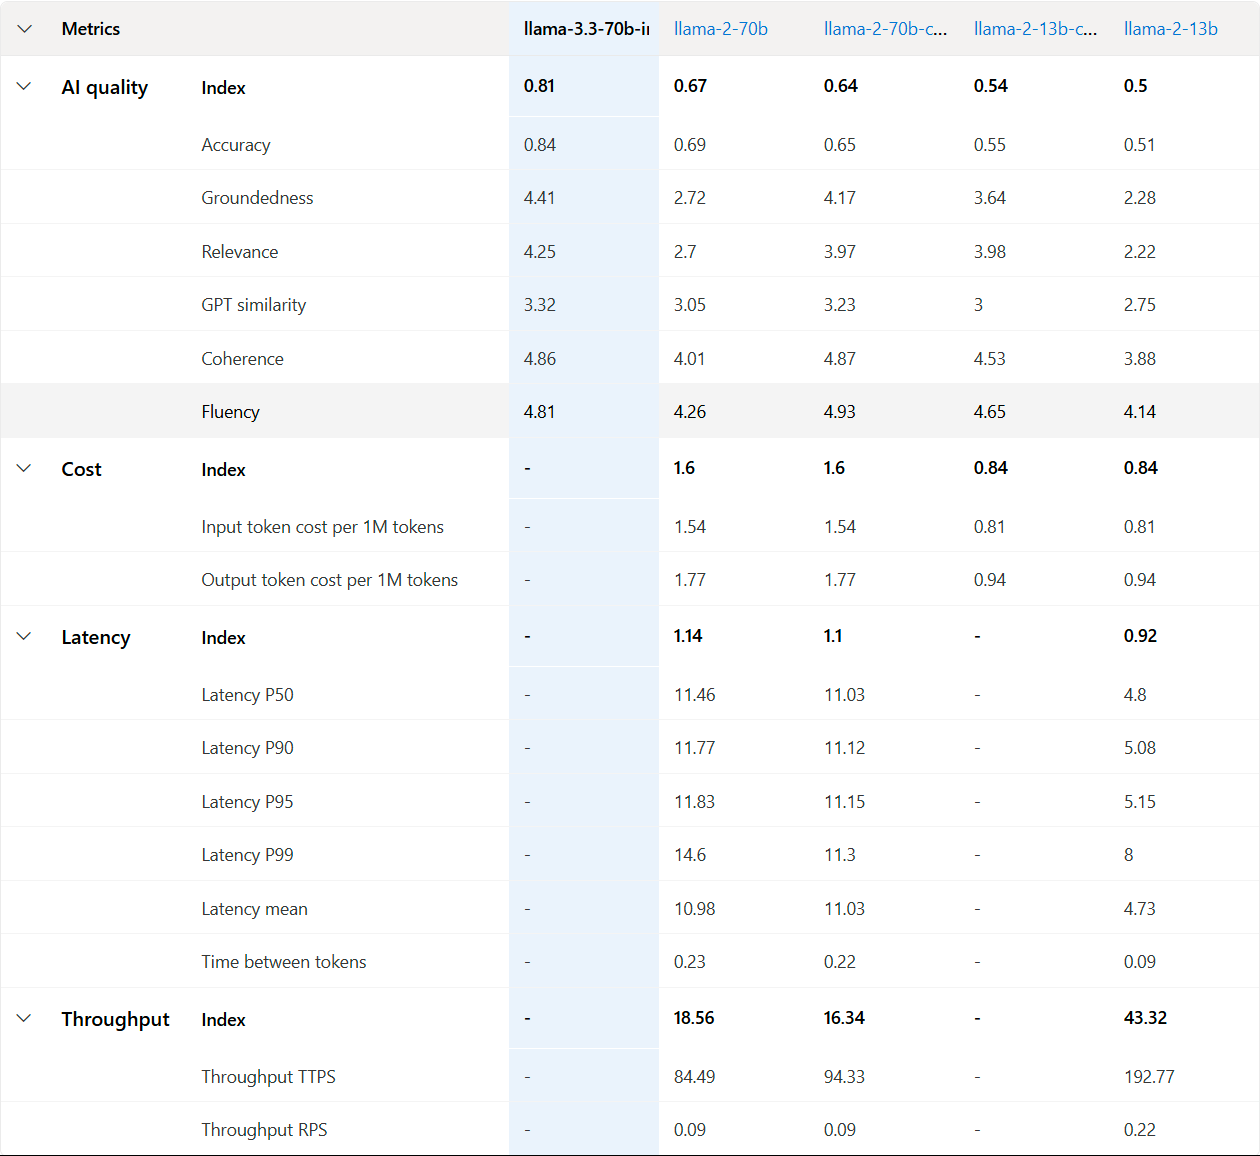 Metrics llama-3.3-70b-ir llama-2-70b llama-2-70b-c... llama-2-13b-c... llama-2-13b
AI quality Index 0.81 0.67 0.64 0.54 0.5
Accuracy 0.84 0.69 0.65 0.55 0.51
Groundedness 4.41 2.72 4.17 3.64 2.28
Relevance 4.25 2.7 3.97 3.98 2.22
GPT similarity 3.32 3.05 3.23 3 2.75
Coherence 4.86 4.01 4.87 4.53 3.88
Fluency 4.81 4.26 4.93 4.65 4.14
Cost Index - 1.6 1.6 0.84 0.84
Input token cost per 1M tokens - 1.54 1.54 0.81 0.81
Output token cost per 1M tokens - 1.77 1.77 0.94 0.94
Latency Index - 1.14 1.1 - 0.92
Latency P50 - 11.46 11.03 - 4.8
Latency P90 - 11.77 11.12 - 5.08
Latency P95 - 11.83 11.15 - 5.15
Latency P99 - 14.6 11.3 - 8
Latency mean - 10.98 11.03 - 4.73
Time between tokens - 0.23 0.22 - 0.09
Throughput Index - 18.56 16.34 - 43.32
Throughput TTPS - 84.49 94.33 - 192.77
Throughput RPS - 0.09 0.09 - 0.22